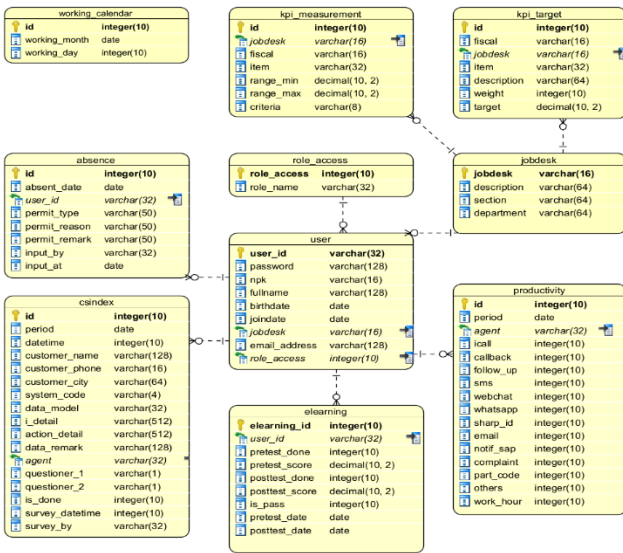 working_calendar
id integer(10)
working_month date
working_day integer(10)
kpi_measurement
id integer(10)
jobdesk varchar(16)
fiscal varchar(16)
item varchar(32)
range_min decimal(10, 2)
range_max decimal(10, 2)
criteria varchar(8)
kpi_target
id integer(10)
fiscal varchar(16)
jobdesk varchar(16)
item varchar(32)
description varchar(64)
weight integer(10)
target decimal(10, 2)
absence
id integer(10)
absent_date date
user_id varchar(32)
permit_type varchar(50)
permit_reason varchar(50)
permit_remark varchar(50)
input_by varchar(32)
input_at date
role_access
role_access integer(10)
role_name varchar(32)
jobdesk
jobdesk varchar(16)
description varchar(64)
section varchar(64)
department varchar(64)
user
user_id varchar(32)
password varchar(128)
npk varchar(16)
fullname varchar(128)
birthdate date
joindate date
jobdesk varchar(16)
email_address varchar(128)
role_access integer(10)
csindex
id integer(10)
period date
datetime integer(10)
customer_name varchar(128)
customer_phone varchar(16)
customer_city varchar(64)
system_code varchar(4)
data_model varchar(32)
i_detail varchar(512)
action_detail varchar(512)
data_remark varchar(128)
agent varchar(32)
questioner_1 varchar(1)
questioner_2 varchar(1)
is_done integer(10)
survey_datetime integer(10)
survey_by varchar(32)
productivity
id integer(10)
period date
agent varchar(32)
icall integer(10)
callback integer(10)
follow_up integer(10)
sms integer(10)
webchat integer(10)
whatsapp integer(10)
sharp_id integer(10)
email integer(10)
notif_sap integer(10)
complaint integer(10)
part_code integer(10)
others integer(10)
work_hour integer(10)
elearning
elearning_id integer(10)
user_id varchar(32)
pretest_done integer(10)
pretest_score decimal(10, 2)
posttest_done integer(10)
posttest_score decimal(10, 2)
is_pass integer(10)
pretest_date date
posttest_date date